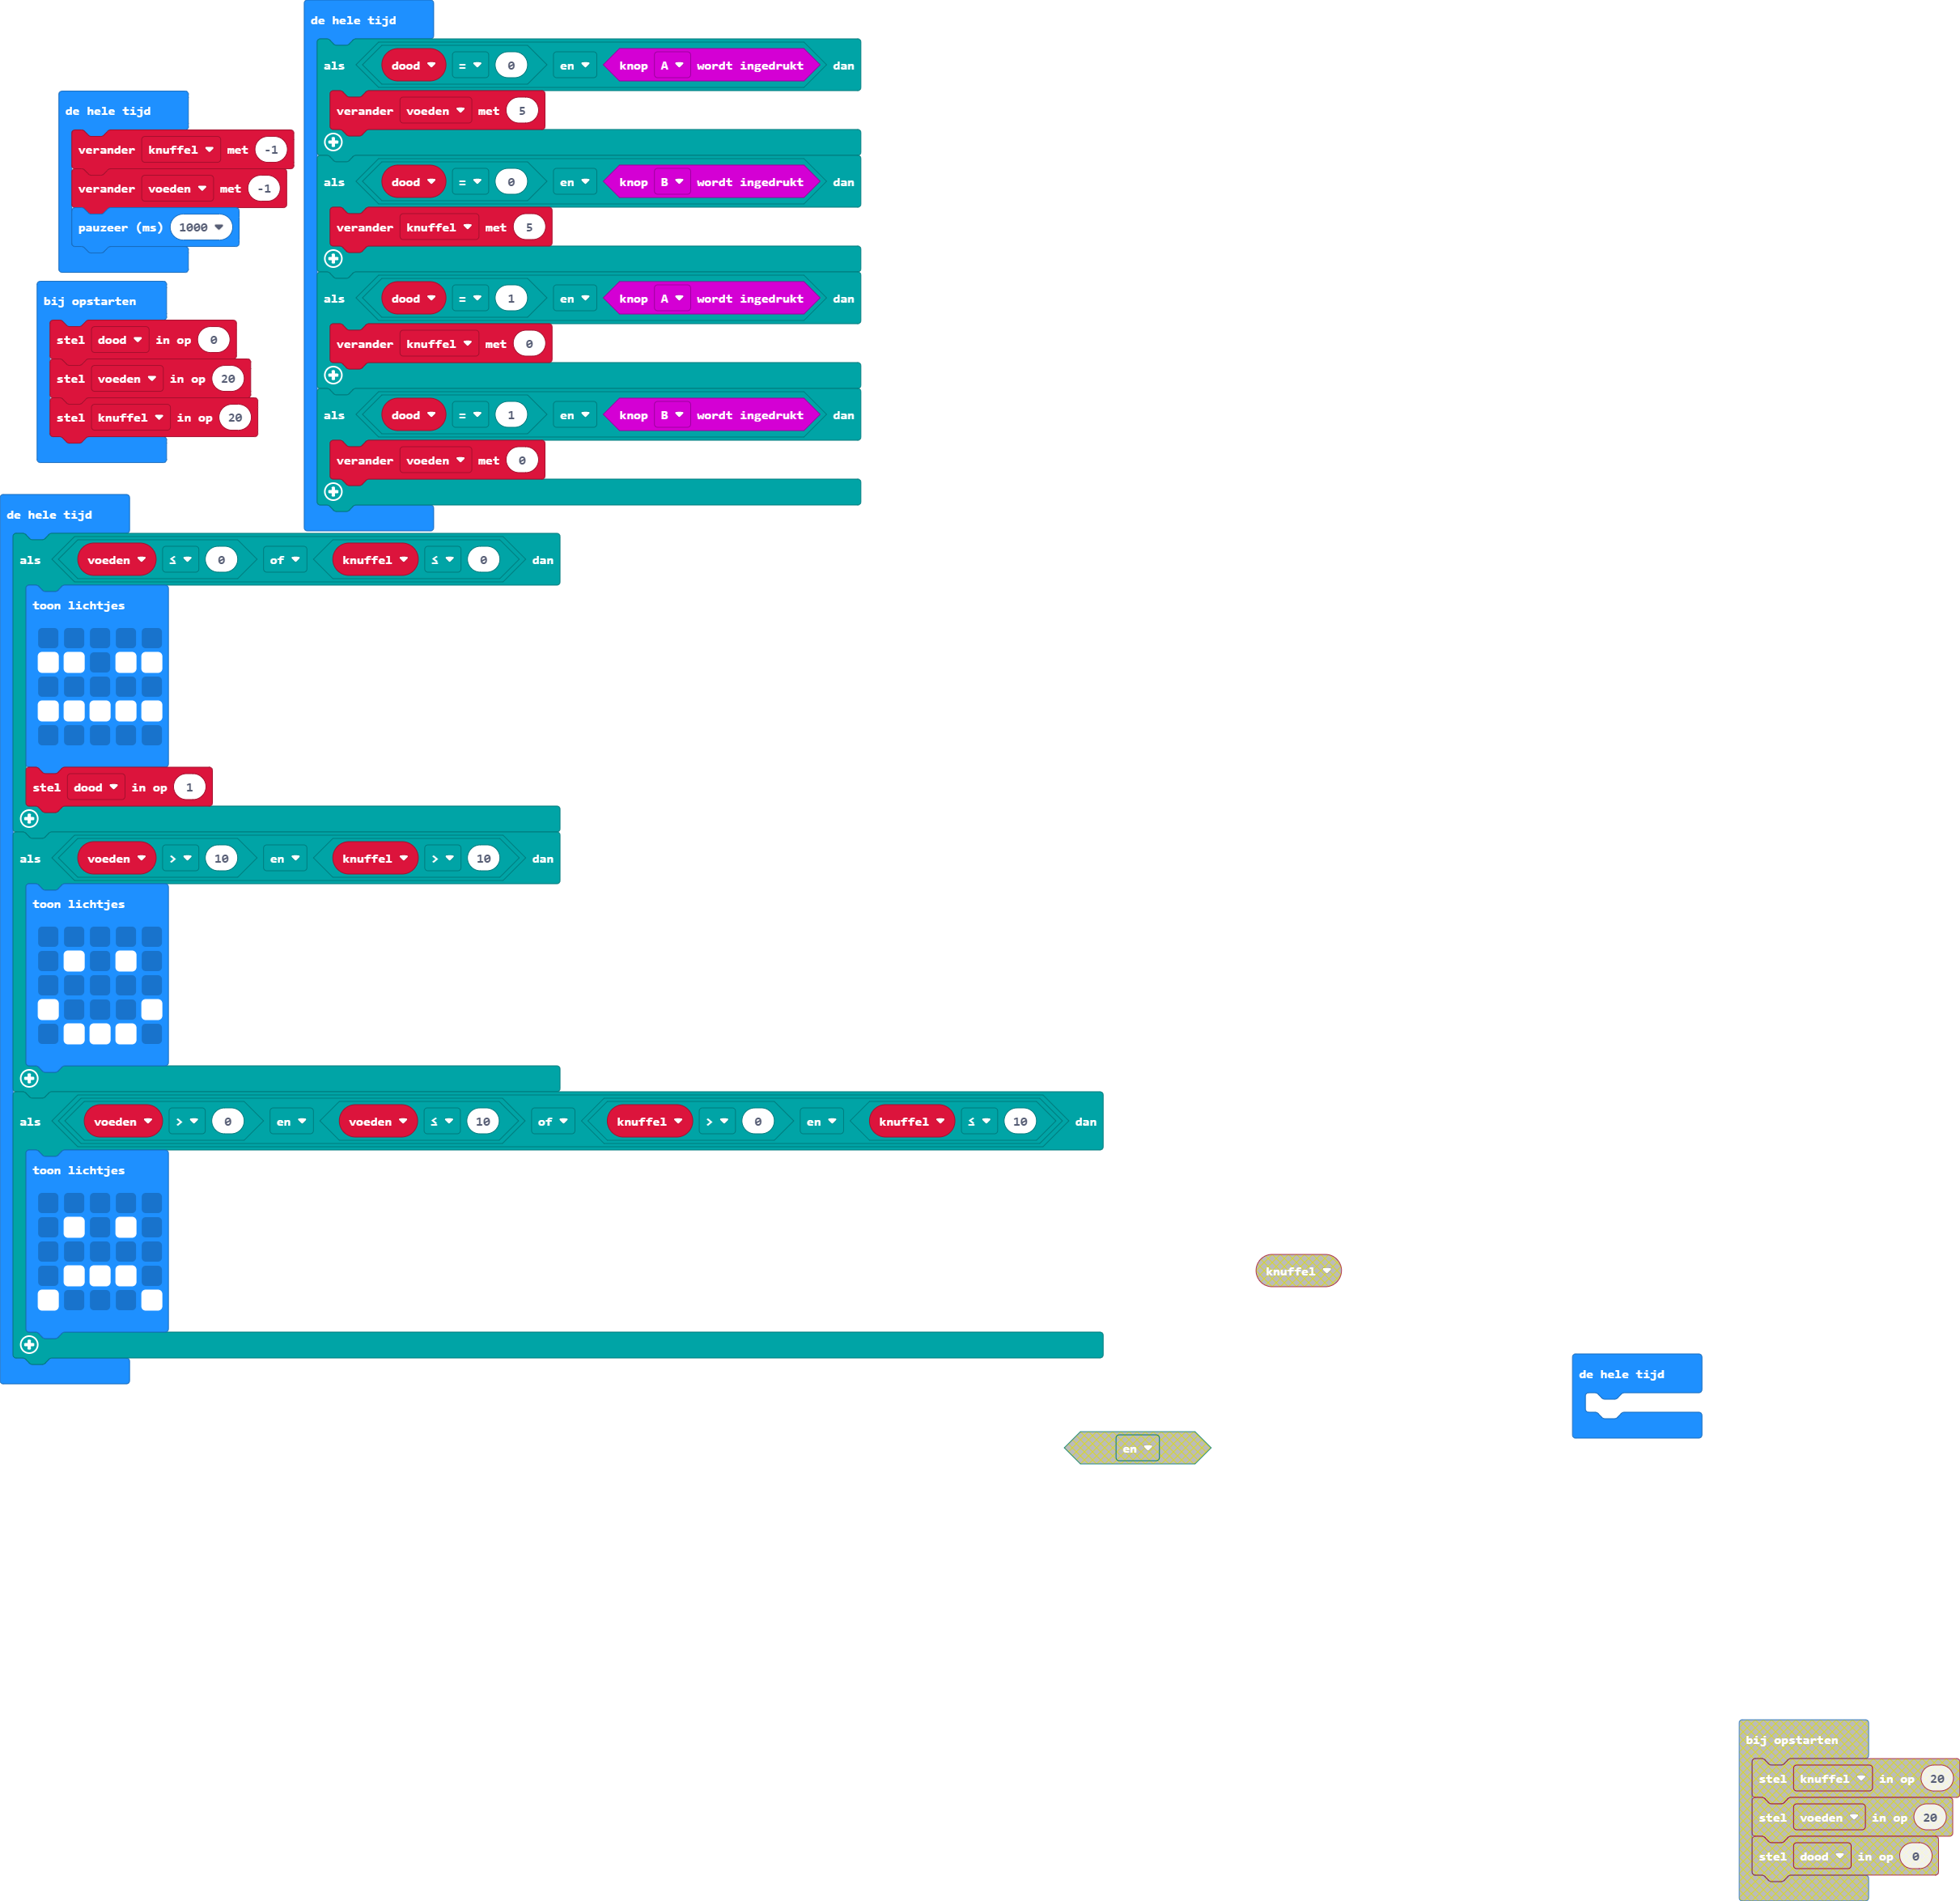 de hele tijd
als dood = 0 en knop A wordt ingedrukt dan
verander voeden met 5
als dood = 0 en knop B wordt ingedrukt dan
verander knuffel met 5
als dood = 1 en knop A wordt ingedrukt dan
verander knuffel met 0
als dood = 1 en knop B wordt ingedrukt dan
verander voeden met 0
de hele tijd
verander knuffel met -1
verander voeden met -1
pauzeer (ms) 1000
bij opstarten
stel dood in op 0
stel voeden in op 20
stel knuffel in op 20
de hele tijd
als voeden ≤ 0 of knuffel ≤ 0 dan
toon lichtjes
stel dood in op 1
als voeden > 10 en knuffel > 10 dan
toon lichtjes
als voeden > 0 en voeden ≤ 10 of knuffel > 0 en knuffel ≤ 10 dan
toon lichtjes
knuffel
de hele tijd
en
bij opstarten
stel knuffel in op 20
stel voeden in op 20
stel dood in op 0